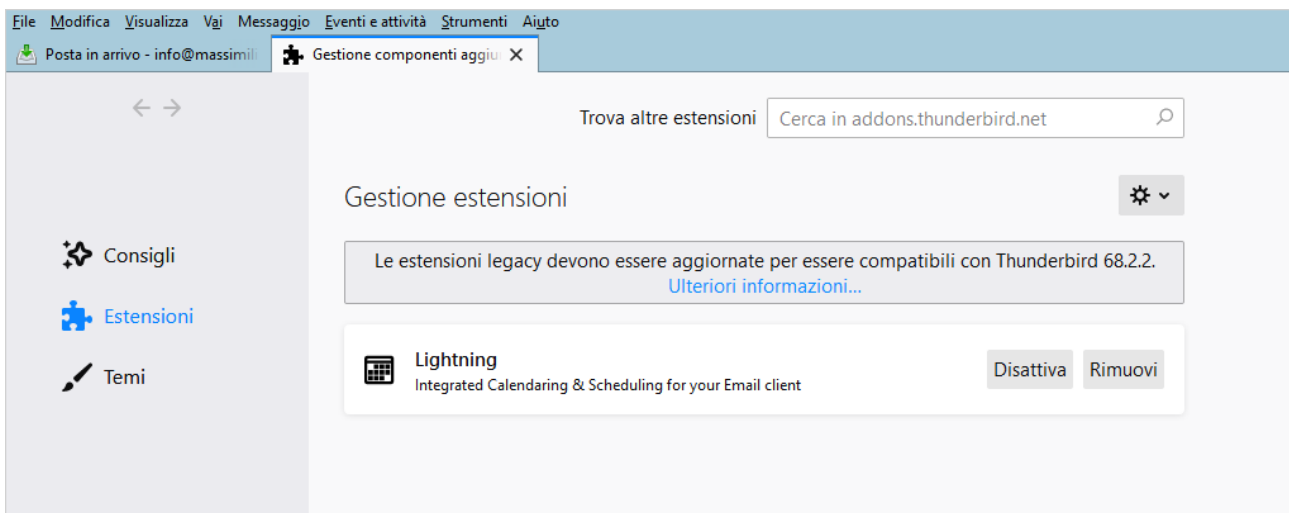 File Modifica Visualizza Vai Messaggio Eventi e attività Strumenti Aiuto
Posta in arrivo - info@massimili
Gestione componenti aggiu
Trova altre estensioni Cerca in addons.thunderbird.net
Gestione estensioni
Consigli
Le estensioni legacy devono essere aggiornate per essere compatibili con Thunderbird 68.2.2.
Ulteriori informazioni...
Estensioni
Lightning
Integrated Calendaring & Scheduling for your Email client
Disattiva Rimuovi
Temi